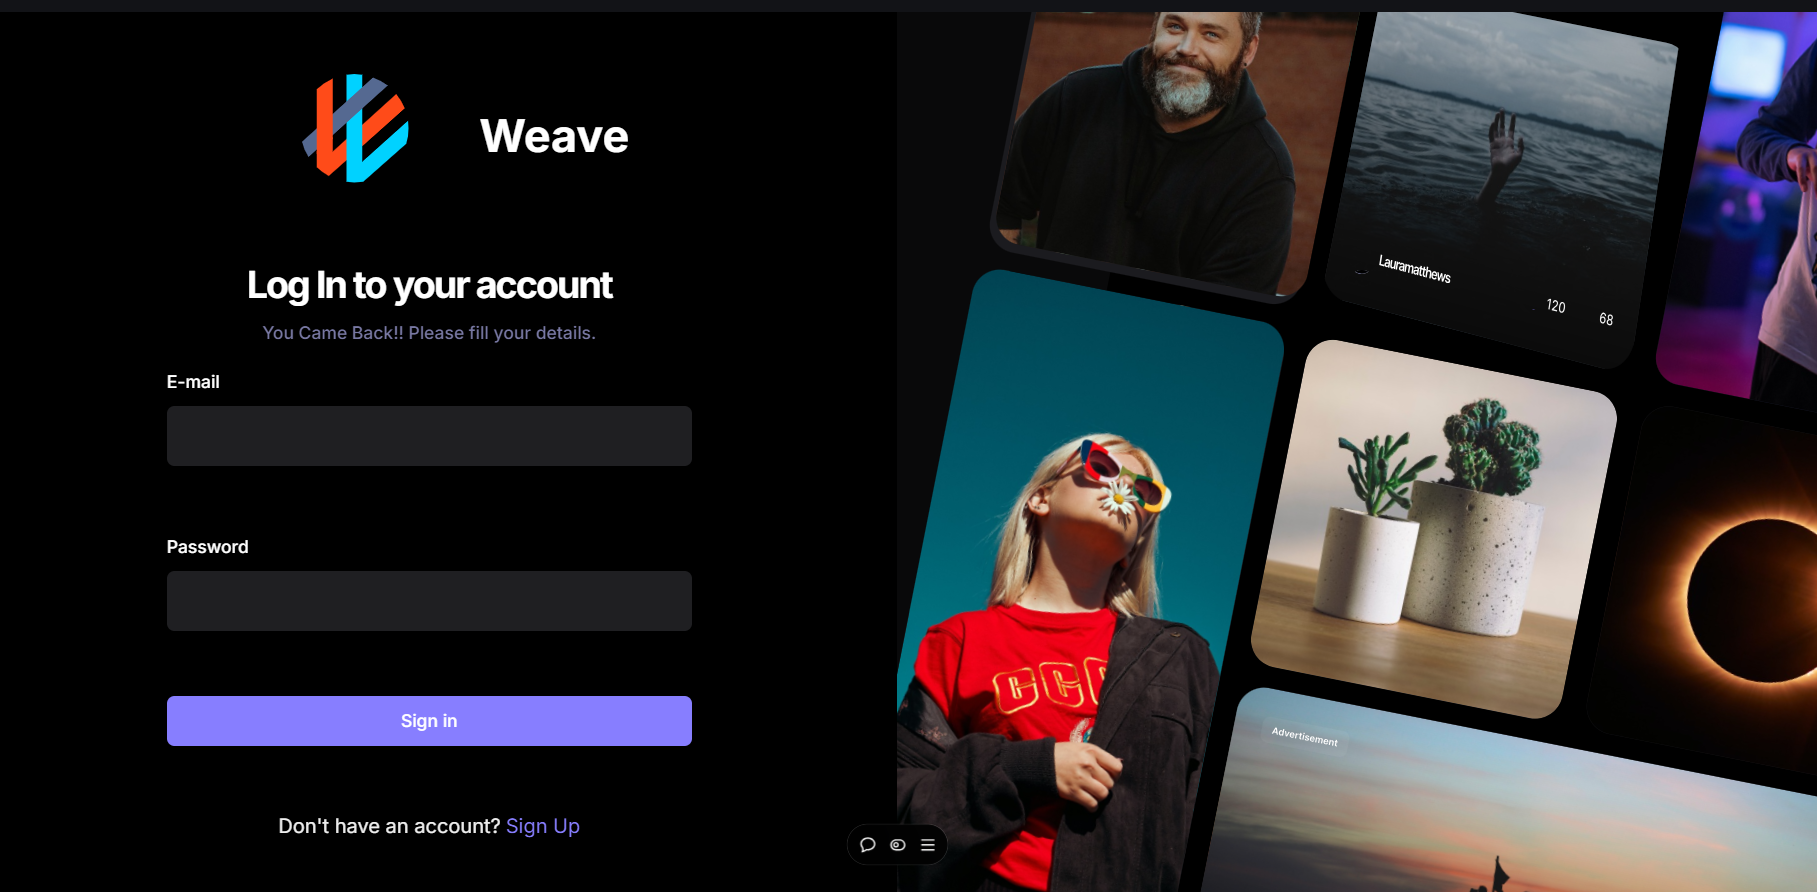 Weave
Log In to your account
You Came Back!! Please fill your details.
E-mail
Password
Sign in
Don't have an account? Sign Up
Lauramatthews
120
68
CCC
Advertisement